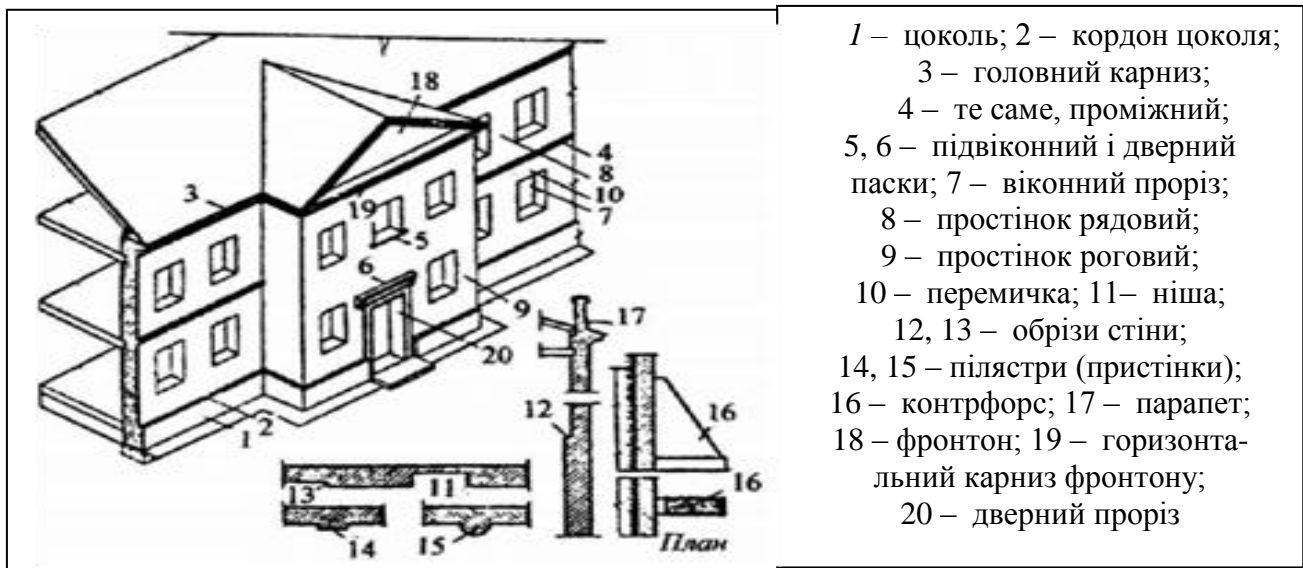 18
4
8
10
7
3
19
5
6
9
17
20
1
2
12
16
13
11
16
14
15
План
1 – цоколь; 2 – кордон цоколя;
3 – головний карниз;
4 – те саме, проміжний;
5, 6 – підвіконний і дверний
паски; 7 – віконний проріз;
8 – простінок рядовий;
9 – простінок роговий;
10 – перемичка; 11– ніша;
12, 13 – обрізи стіни;
14, 15 – пілястри (пристінки);
16 – контрфорс; 17 – парапет;
18 – фронтон; 19 – горизонта-
льний карниз фронтону;
20 – дверний проріз